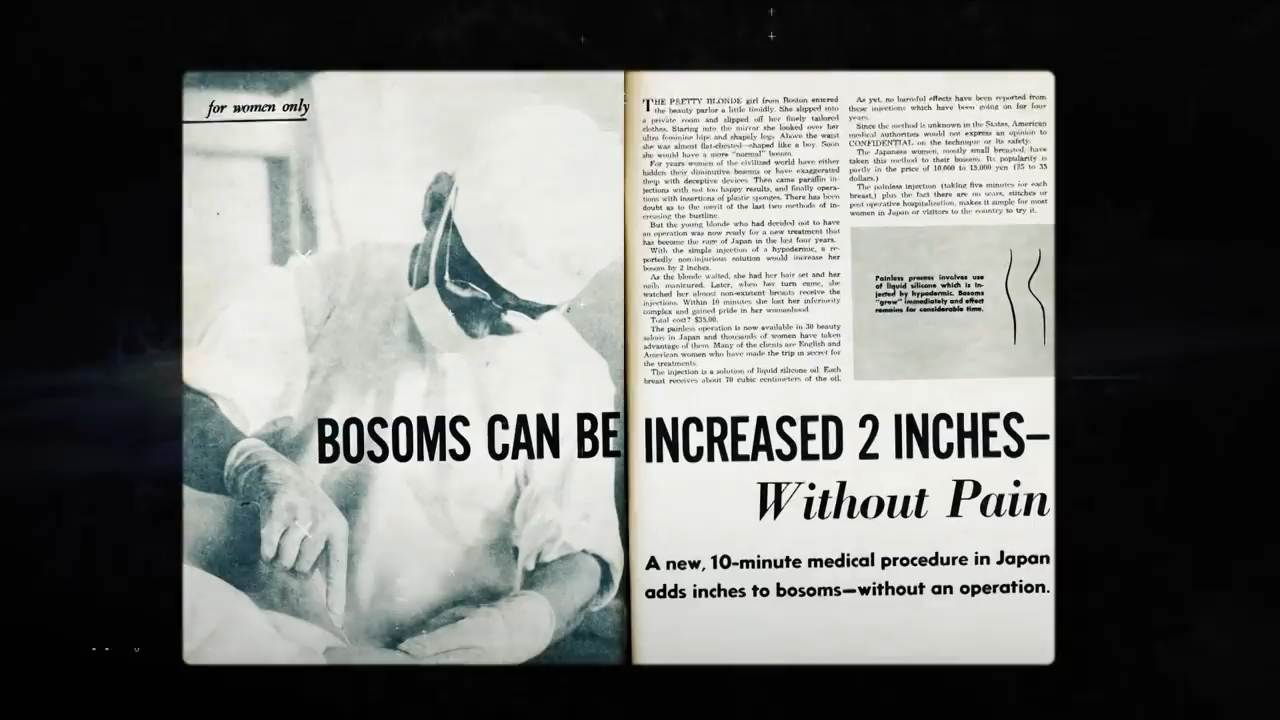 for women only
THE PRETTY BLONDE girl from Boston entered
the beauty parlor a little timidly. She slipped into
a private room and slipped off her finely tailored
clothes. Staring into the mirror she looked over her
ultra feminine hips and shapely legs. Above the waist
she was almost flat-chested—shaped like a boy. Soon
she would have a more "normal" bosom.
For years women of the civilized world have either
hidden their diminutive bosoms or have exaggerated
them with deceptive devices. Then came paraffin in-
jections with not too happy results, and finally opera-
tions with insertions of plastic sponges. There has been
doubt as to the merit of the last two methods of in-
creasing the bustline.
But the young blonde who had decided not to have
an operation was now ready for a new treatment that
has become the rage of Japan in the last four years.
With the simple injection of a hypodermic, a re-
portedly non-injurious solution would increase her
bosom by 2 inches.
As the blonde waited, she had her hair set and her
nails manicured. Later, when her turn came, she
watched her almost non-existent breasts receive the
injections. Within 10 minutes she lost her inferiority
complex and gained pride in her womanhood.
Total cost? $35.00.
The painless operation is now available in 30 beauty
salons in Japan and thousands of women have taken
advantage of them. Many of the clients are English and
American women who have made the trip in secret for
the treatments.
The injection is a solution of liquid silicone oil. Each
breast receives about 70 cubic centimeters of the oil.
As yet, no harmful effects have been reported from
these injections which have been going on for four
years.
Since the method is unknown in the States, American
medical authorities would not express an opinion to
CONFIDENTIAL on the technique or its safety.
The Japanese women, mostly small breasted, have
taken this method to their bosoms. Its popularity is
partly in the price of 10,000 to 15,000 yen (25 to 35
dollars.)
The painless injection (taking five minutes for each
breast,) plus the fact there are no scars, stitches or
post operative hospitalization, makes it simple for most
women in Japan or visitors to the country to try it.
Painless process involves use
of liquid silicone which is in-
jected by hypodermic. Bosoms
"grow" immediately and effect
remains for considerable time.
BOSOMS CAN BE INCREASED 2 INCHES—
Without Pain
A new, 10-minute medical procedure in Japan
adds inches to bosoms—without an operation.